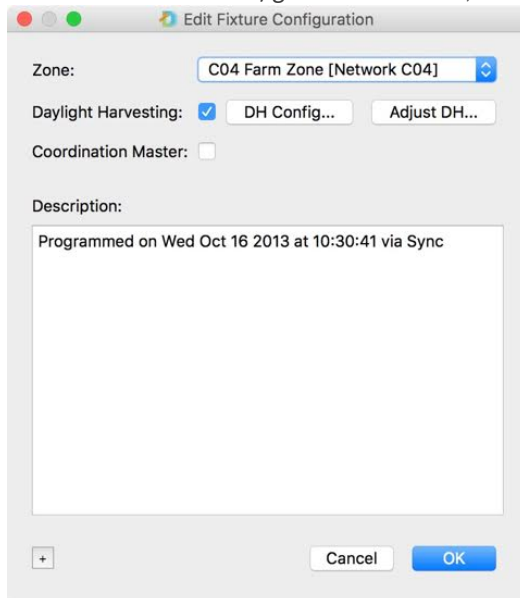 Edit Fixture Configuration
Zone: C04 Farm Zone [Network C04]
Daylight Harvesting: DH Config... Adjust DH...
Coordination Master:
Description:
Programmed on Wed Oct 16 2013 at 10:30:41 via Sync
+ Cancel OK